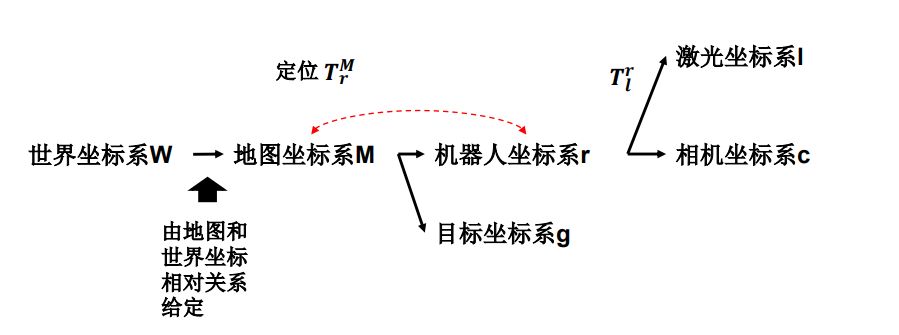 激光坐标系l
定位 T_r^M
T_l^r
世界坐标系W
地图坐标系M
机器人坐标系r
相机坐标系c
目标坐标系g
由地图和
世界坐标
相对关系
给定